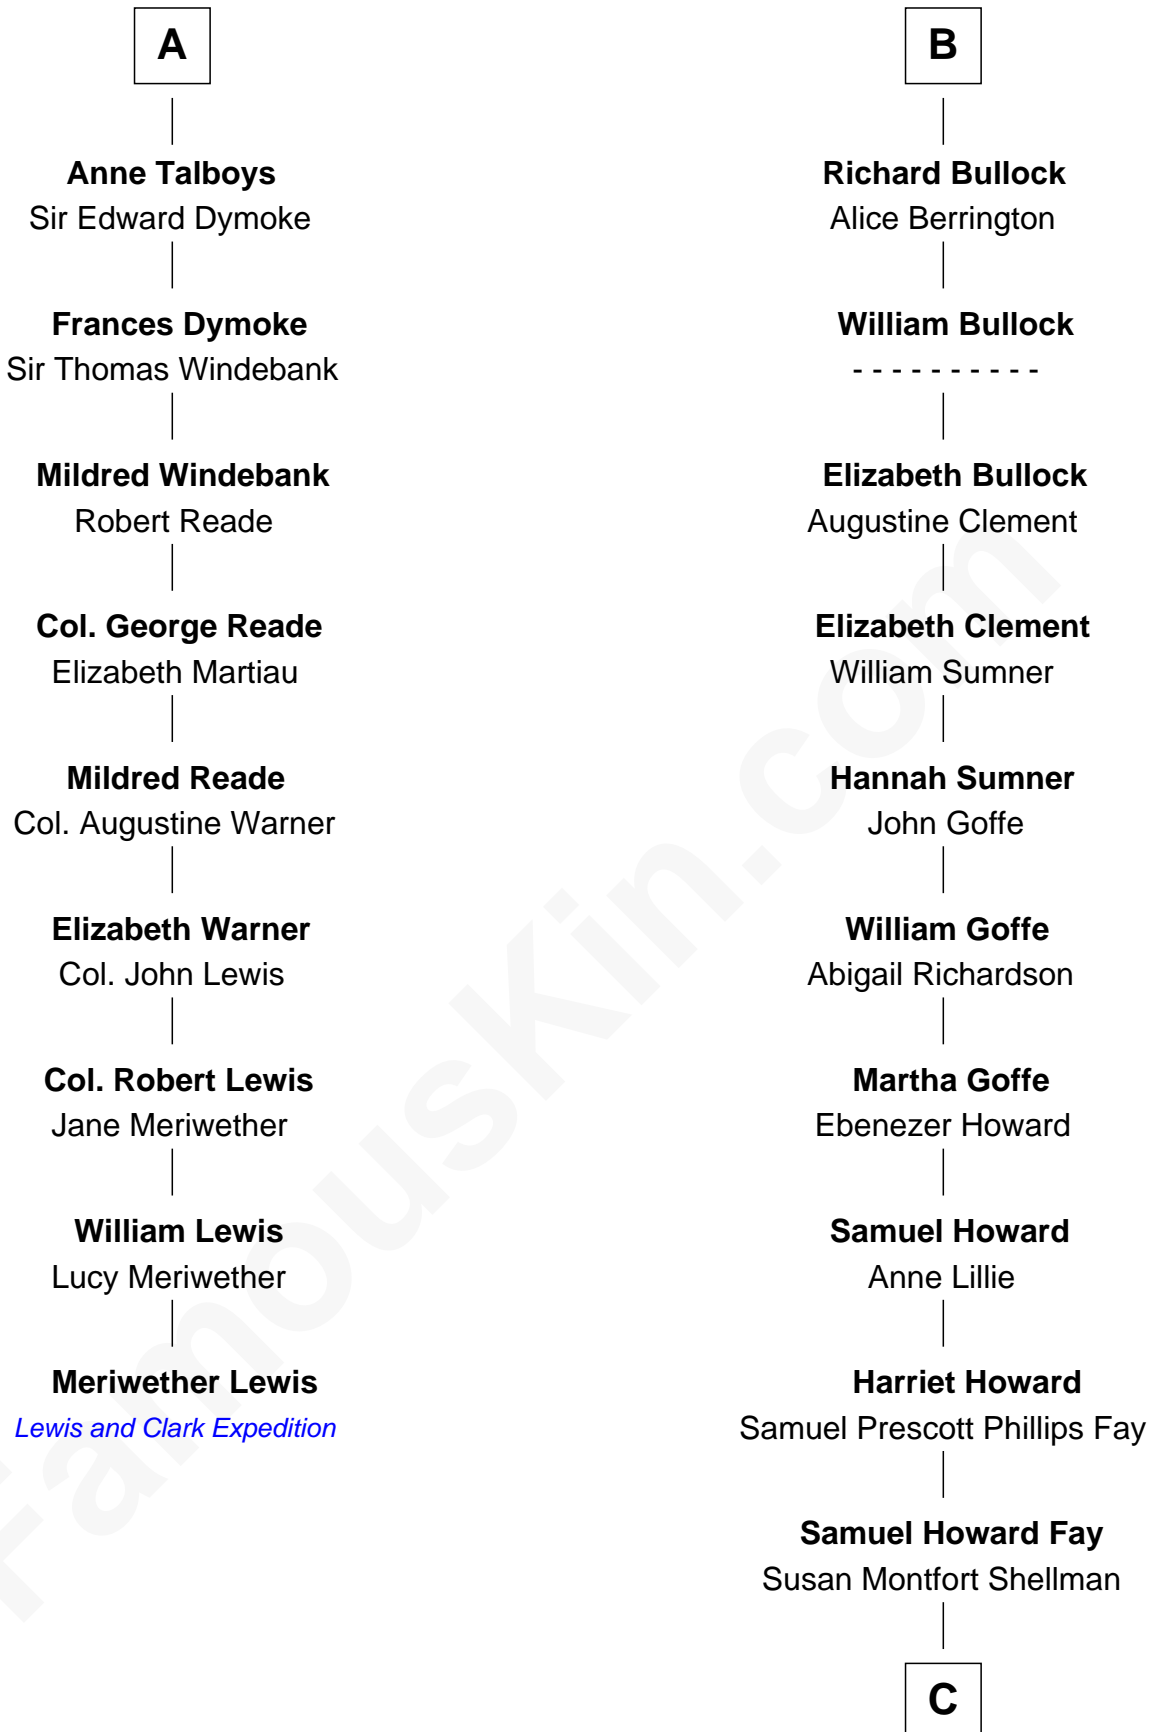 A
Anne Talboys
Sir Edward Dymoke
Frances Dymoke
Sir Thomas Windebank
Mildred Windebank
Robert Reade
Col. George Reade
Elizabeth Martiau
Mildred Reade
Col. Augustine Warner
Elizabeth Warner
Col. John Lewis
Col. Robert Lewis
Jane Meriwether
William Lewis
Lucy Meriwether
Meriwether Lewis
Lewis and Clark Expedition
B
Richard Bullock
Alice Berrington
William Bullock
- - - - - - - - - -
Elizabeth Bullock
Augustine Clement
Elizabeth Clement
William Sumner
Hannah Sumner
John Goffe
William Goffe
Abigail Richardson
Martha Goffe
Ebenezer Howard
Samuel Howard
Anne Lillie
Harriet Howard
Samuel Prescott Phillips Fay
Samuel Howard Fay
Susan Montfort Shellman
C
FamousKin.com